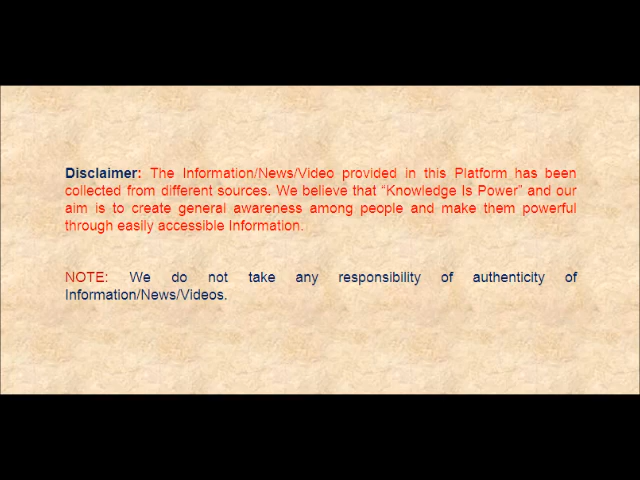 Disclaimer: The Information/News/Video provided in this Platform has been
collected from different sources. We believe that “Knowledge Is Power” and our
aim is to create general awareness among people and make them powerful
through easily accessible Information.
NOTE: We do not take any responsibility of authenticity of
Information/News/Videos.